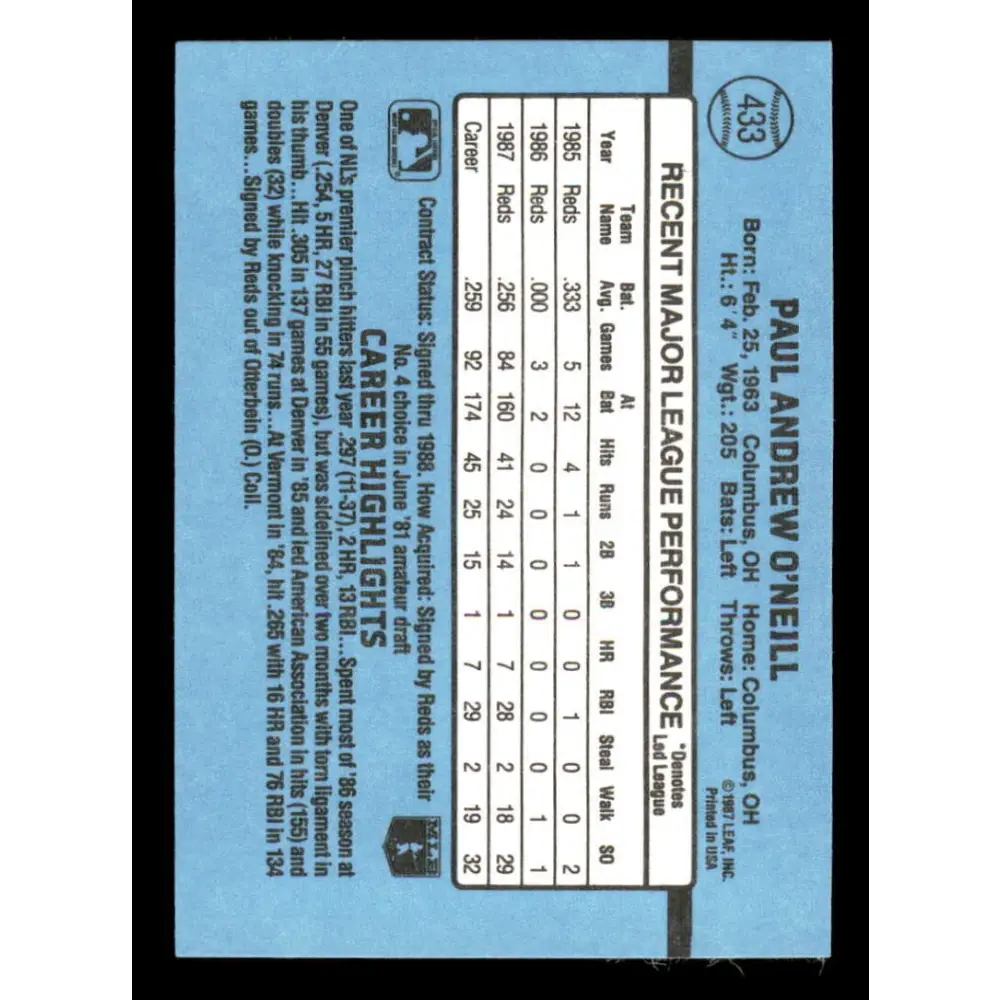 433
PAUL ANDREW O'NEILL
Born: Feb. 25, 1963 Columbus, OH Home: Columbus, OH
Ht.: 6'4" Wgt.: 205 Bats: Left Throws: Left
©1987 LEAF, INC.
Printed in USA
RECENT MAJOR LEAGUE PERFORMANCE *Denotes Led League
Year Team Name Bat. Avg. Games At Bat Hits Runs 2B 3B HR RBI Steal Walk SO
1985 Reds .333 5 12 4 1 1 0 0 1 0 0 2
1986 Reds .000 3 2 0 0 0 0 0 0 0 1 1
1987 Reds .256 84 160 41 24 14 1 7 28 2 18 29
Career .259 92 174 45 25 15 1 7 29 2 19 32
Contract Status: Signed thru 1988. How Acquired: Signed by Reds as their
No. 4 choice in June '81 amateur draft
MLB
CAREER HIGHLIGHTS
One of NL's premier pinch hitters last year .297 (11-37), 2 HR, 13 RBI...Spent most of '86 season at
Denver (.254, 5 HR, 27 RBI in 55 games), but was sidelined over two months with torn ligament in
his thumb...Hit .305 in 137 games at Denver in '85 and led American Association in hits (155) and
doubles (32) while knocking in 74 runs...At Vermont in '84, hit .265 with 16 HR and 76 RBI in 134
games...Signed by Reds out of Otterbein (O.) Coll.